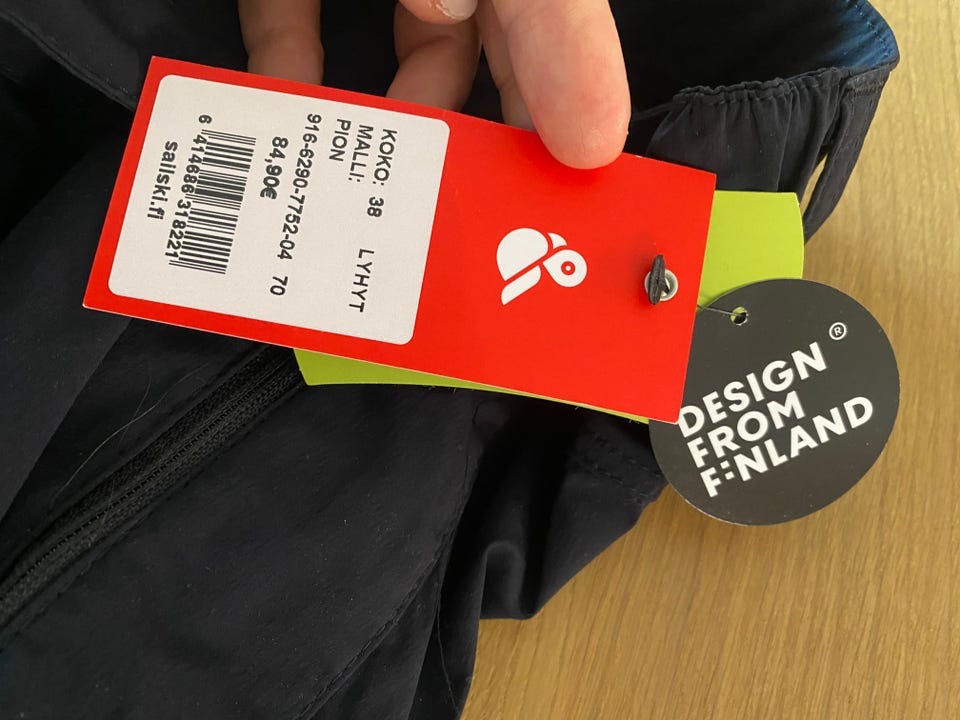 KOKO: 38 LYHYT
MALLI:
PION
916-6290-7752-04 70
84,90€
6 414686 318221
sailski.fi
DESIGN ®
FROM
FINLAND